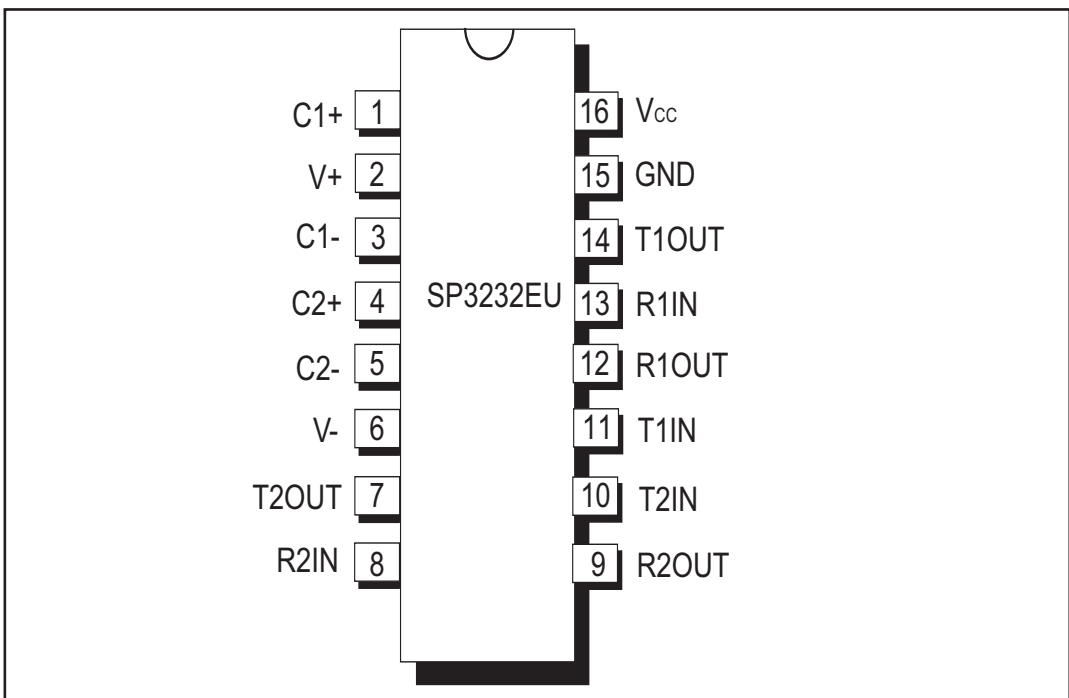 C1+ 1 16 Vcc
V+ 2 15 GND
C1- 3 14 T1OUT
C2+ 4 SP3232EU 13 R1IN
C2- 5 12 R1OUT
V- 6 11 T1IN
T2OUT 7 10 T2IN
R2IN 8 9 R2OUT